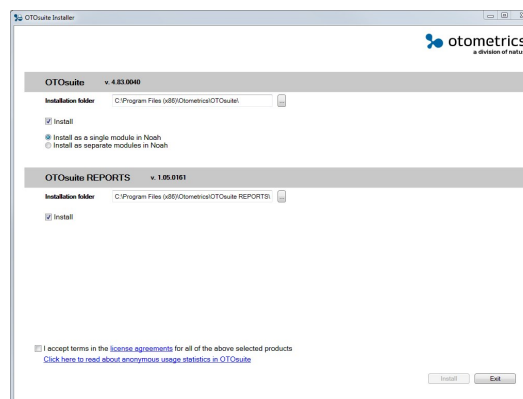 OTOsuite Installer
otometrics
a division of natu
OTOsuite v. 4.83.0040
Installation folder C:\Program Files (x86)\Otometrics\OTOsuite\ ...
Install
Install as a single module in Noah
Install as separate modules in Noah
OTOsuite REPORTS v. 1.05.0161
Installation folder C:\Program Files (x86)\Otometrics\OTOsuite REPORTS\ ...
Install
I accept terms in the license agreements for all of the above selected products
Click here to read about anonymous usage statistics in OTOsuite
Install Exit